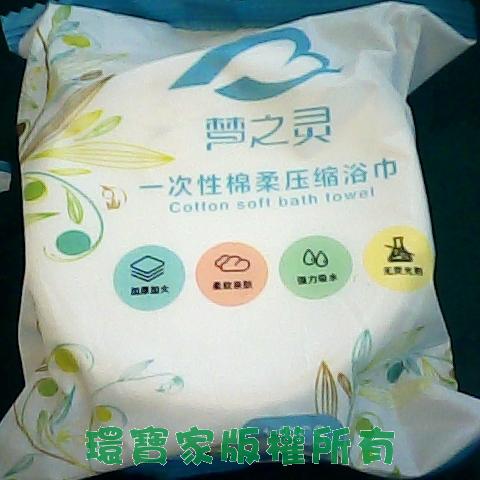 梦之灵
一次性棉柔压缩浴巾
Cotton soft bath towel
加厚加大
柔软亲肤
强力吸水
无荧光剂
環寶家版權所有